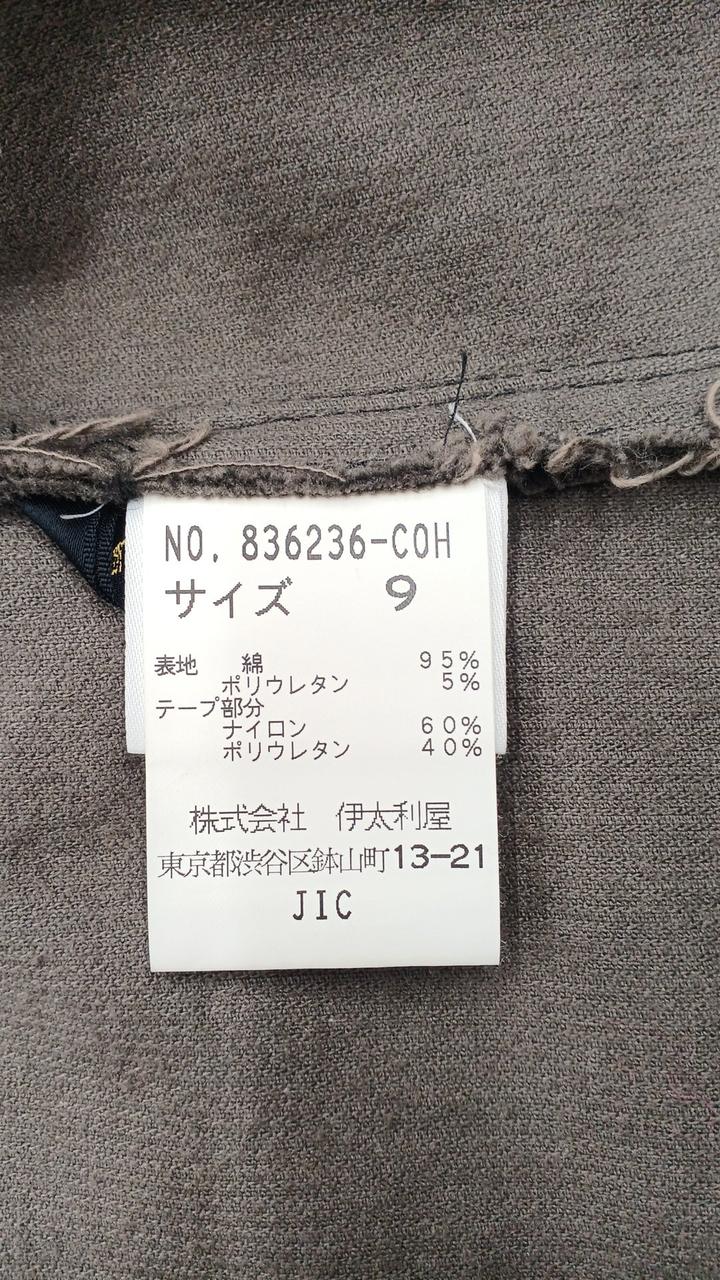 NO. 836236-COH
サイズ 9
表地 綿 95%
ポリウレタン 5%
テープ部分
ナイロン 60%
ポリウレタン 40%
株式会社 伊太利屋
東京都渋谷区鉢山町13-21
JIC